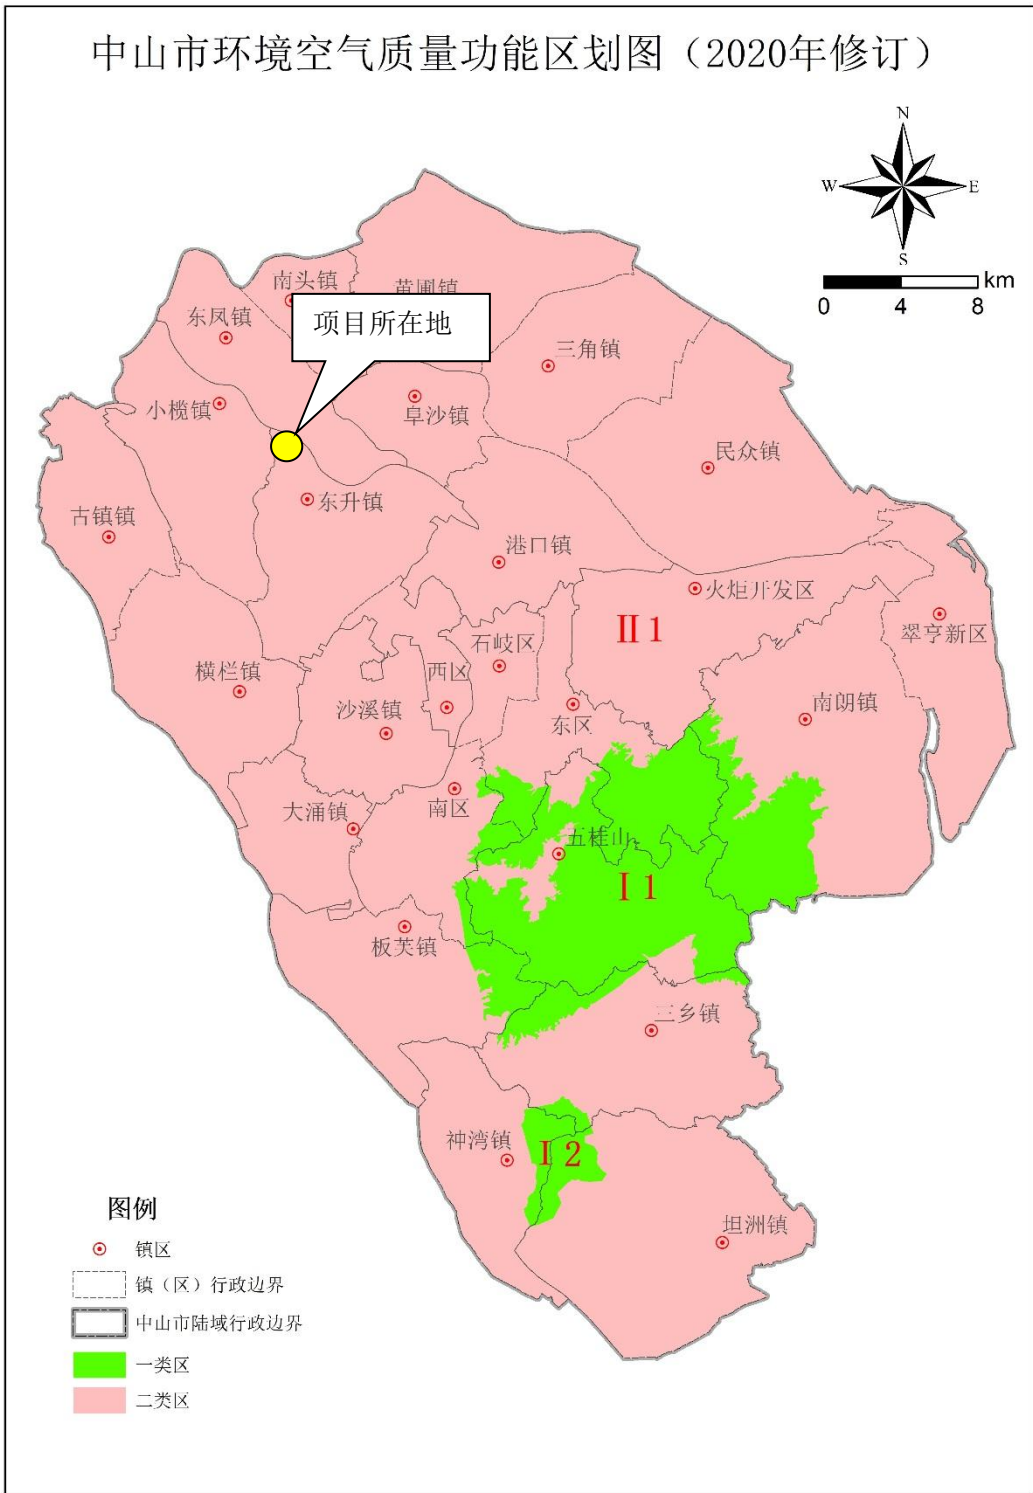 中山市环境空气质量功能区划图（2020年修订）
N
W
E
S
km
0
4
8
南头镇
黄圃镇
东凤镇
项目所在地
三角镇
小榄镇
阜沙镇
民众镇
东升镇
古镇镇
港口镇
火炬开发区
Ⅱ1
翠亨新区
石岐区
西区
横栏镇
沙溪镇
东区
南朗镇
南区
大涌镇
五桂山
Ⅰ1
板芙镇
三乡镇
神湾镇
Ⅰ2
坦洲镇
图例
镇区
镇（区）行政边界
中山市陆域行政边界
一类区
二类区